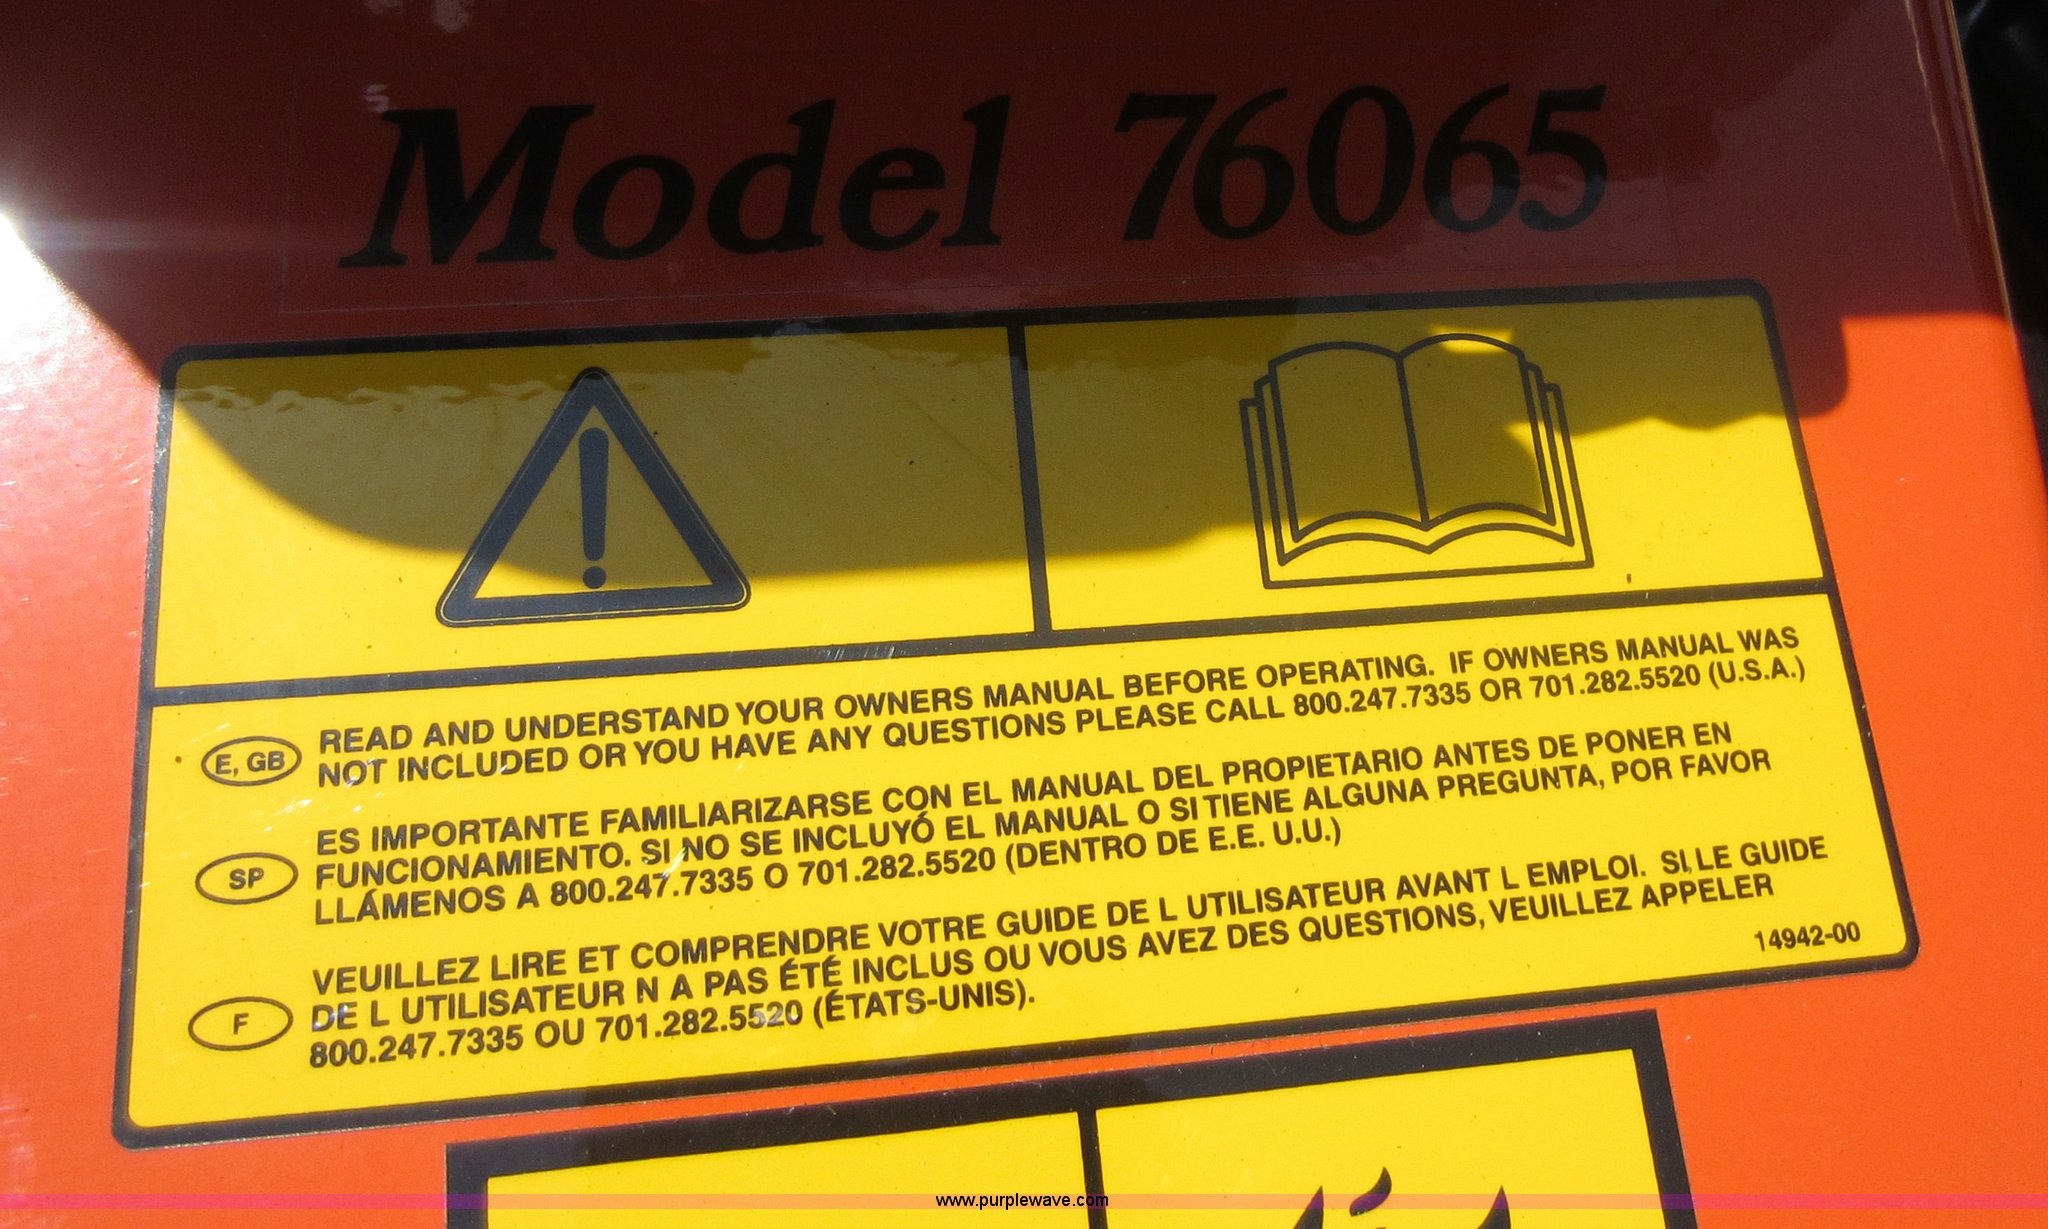 Model 76065
E, GB
READ AND UNDERSTAND YOUR OWNERS MANUAL BEFORE OPERATING. IF OWNERS MANUAL WAS
NOT INCLUDED OR YOU HAVE ANY QUESTIONS PLEASE CALL 800.247.7335 OR 701.282.5520 (U.S.A.)
SP
ES IMPORTANTE FAMILIARIZARSE CON EL MANUAL DEL PROPIETARIO ANTES DE PONER EN
FUNCIONAMIENTO. SI NO SE INCLUYÓ EL MANUAL O SI TIENE ALGUNA PREGUNTA, POR FAVOR
LLÁMENOS A 800.247.7335 O 701.282.5520 (DENTRO DE E.E. U.U.)
F
VEUILLEZ LIRE ET COMPRENDRE VOTRE GUIDE DE L UTILISATEUR AVANT L EMPLOI. SI LE GUIDE
DE L UTILISATEUR N A PAS ÉTÉ INCLUS OU VOUS AVEZ DES QUESTIONS, VEUILLEZ APPELER
800.247.7335 OU 701.282.5520 (ÉTATS-UNIS).
14942-00
www.purplewave.com